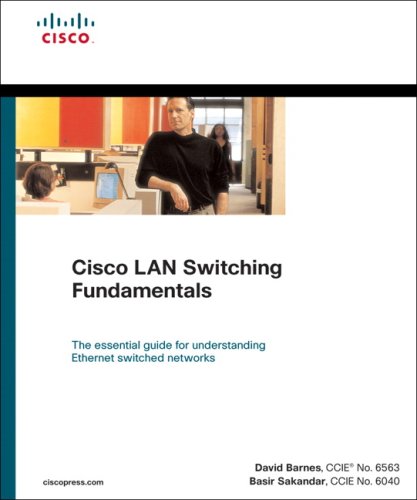 CISCO
Cisco LAN Switching
Fundamentals
The essential guide for understanding
Ethernet switched networks
David Barnes, CCIE® No. 6563
ciscopress.com
Basir Sakandar, CCIE No. 6040